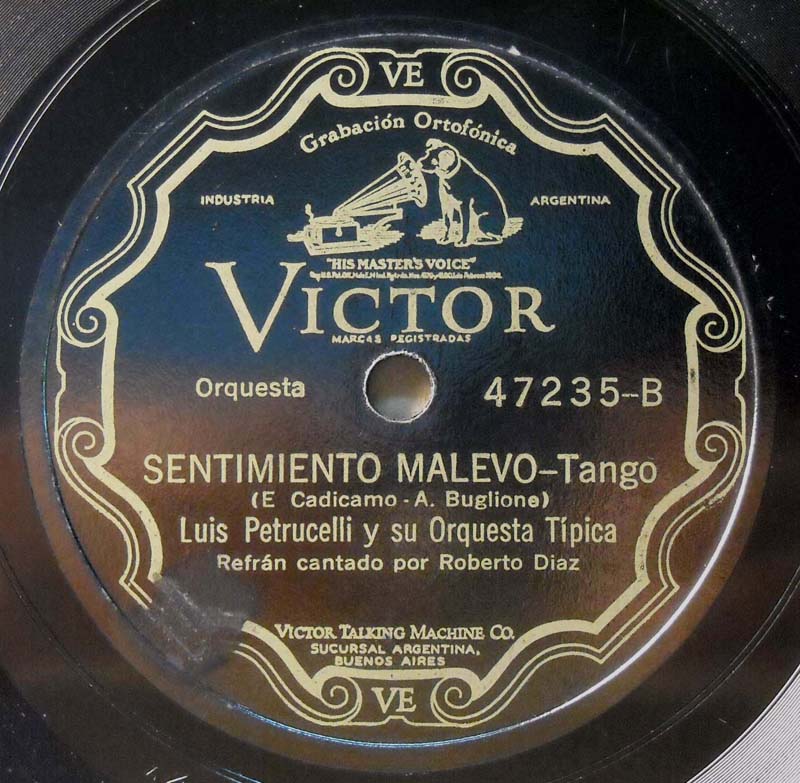 VE
Grabación Ortofónica
INDUSTRIA ARGENTINA
"HIS MASTER'S VOICE"
VICTOR
MARCAS REGISTRADAS
Orquesta 47235-B
SENTIMIENTO MALEVO-Tango
(E Cadicamo - A. Buglione)
Luis Petrucelli y su Orquesta Típica
Refrán cantado por Roberto Diaz
VICTOR TALKING MACHINE CO.
SUCURSAL ARGENTINA,
BUENOS AIRES
VE